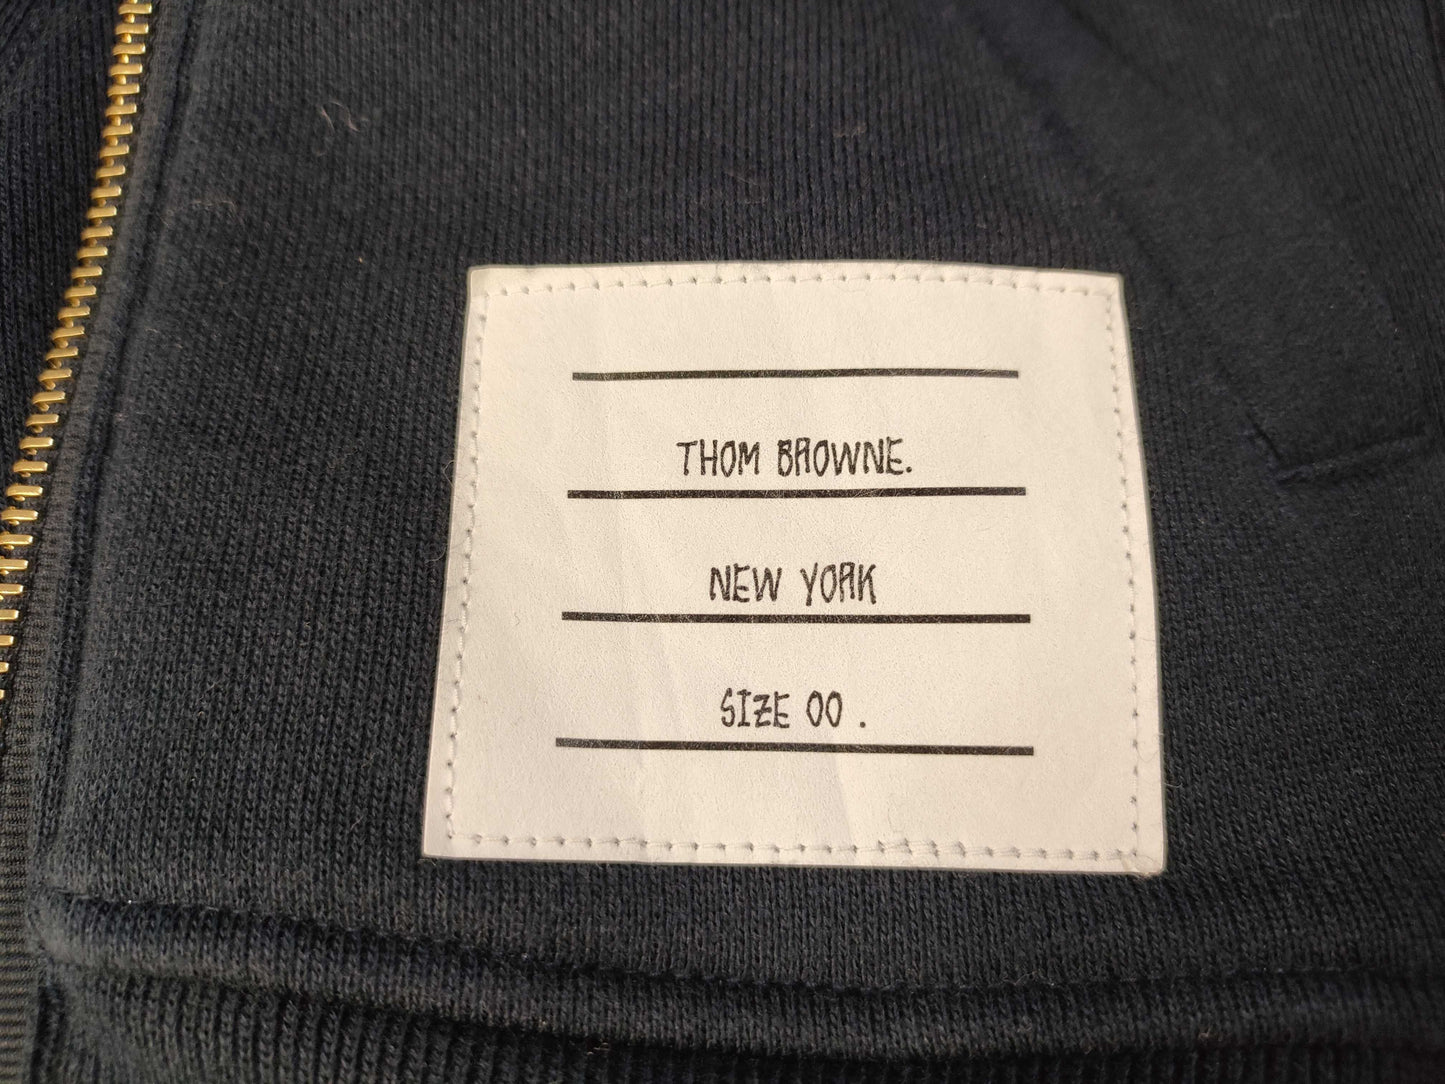 THOM BROWNE.
NEW YORK
SIZE 00 .